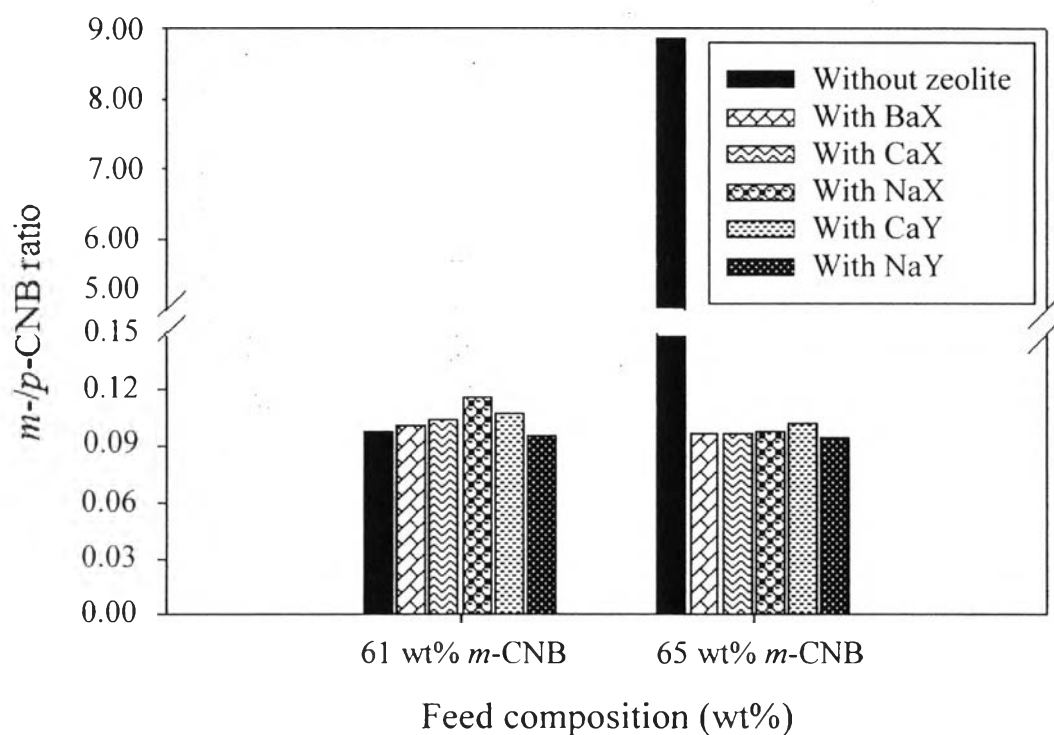 m-/p-CNB ratio
9.00
8.00
7.00
6.00
5.00
0.15
0.12
0.09
0.06
0.03
0.00
Without zeolite
With BaX
With CaX
With NaX
With CaY
With NaY
61 wt% m-CNB
65 wt% m-CNB
Feed composition (wt%)